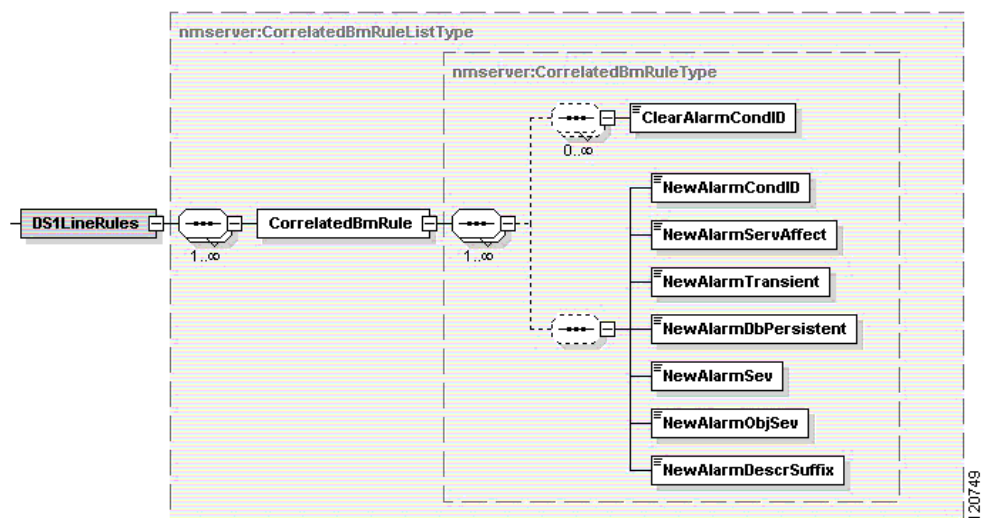 nmserver:CorrelatedBmRuleListType
nmserver:CorrelatedBmRuleType
ClearAlarmCondID
0..∞
NewAlarmCondID
DS1LineRules
CorrelatedBmRule
1..∞
1..∞
NewAlarmServAffect
NewAlarmTransient
NewAlarmDbPersistent
NewAlarmSev
NewAlarmObjSev
NewAlarmDescrSuffix
120749